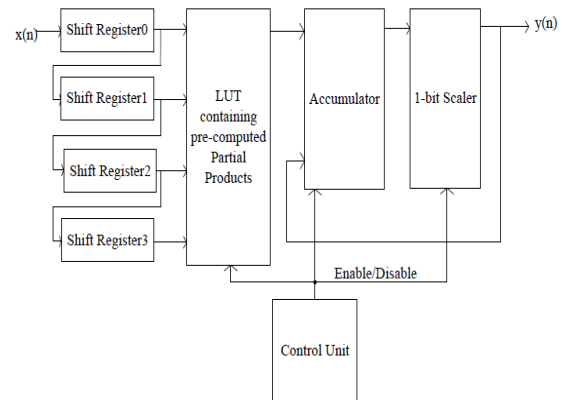 x(n)
Shift Register0
Shift Register1
Shift Register2
Shift Register3
LUT
containing
pre-computed
Partial
Products
Accumulator
1-bit Scaler
y(n)
Enable/Disable
Control Unit